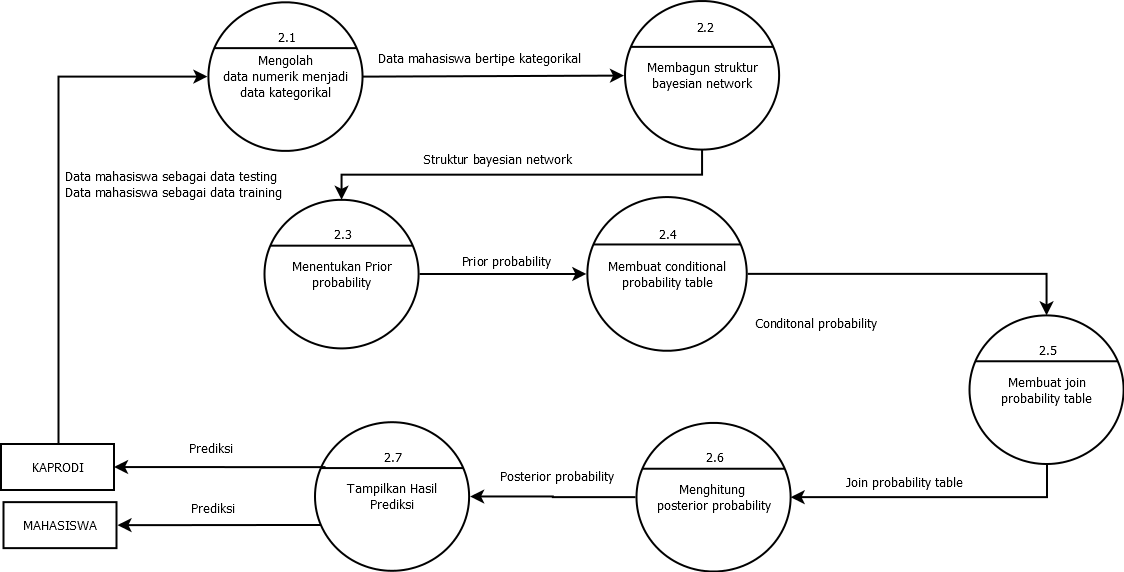 2.1
Mengolah
data numerik menjadi
data kategorikal
Data mahasiswa bertipe kategorikal
2.2
Membagun struktur
bayesian network
Struktur bayesian network
Data mahasiswa sebagai data testing
Data mahasiswa sebagai data training
2.3
Menentukan Prior
probability
Prior probability
2.4
Membuat conditional
probability table
Conditonal probability
2.5
Membuat join
probability table
Join probability table
2.6
Menghitung
posterior probability
Posterior probability
2.7
Tampilkan Hasil
Prediksi
Prediksi
KAPRODI
Prediksi
MAHASISWA